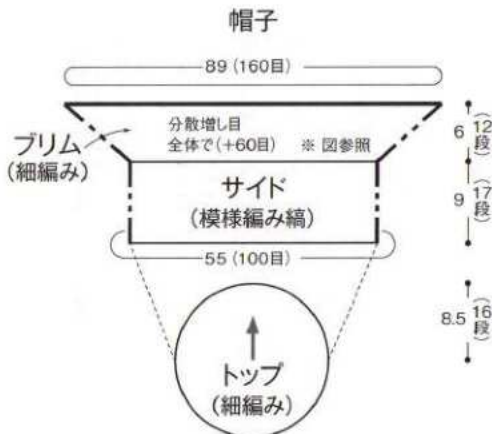 帽子
89(160目)
分散増し目
全体で(+60目) ※ 図参照
ブリム
(細編み)
6 (12段)
サイド
(模様編み縞)
9 (17段)
55(100目)
8.5 (16段)
トップ
(細編み)